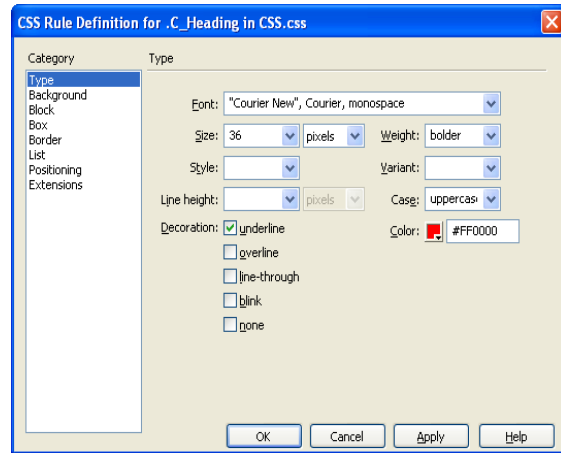 CSS Rule Definition for .C_Heading in CSS.css
Category
Type
Type
Background
Block
Box
Border
List
Positioning
Extensions
Font: "Courier New", Courier, monospace
Size: 36 pixels Weight: bolder
Style: Variant:
Line height: pixels Case: uppercas
Decoration: underline Color: #FF0000
overline
line-through
blink
none
OK Cancel Apply Help